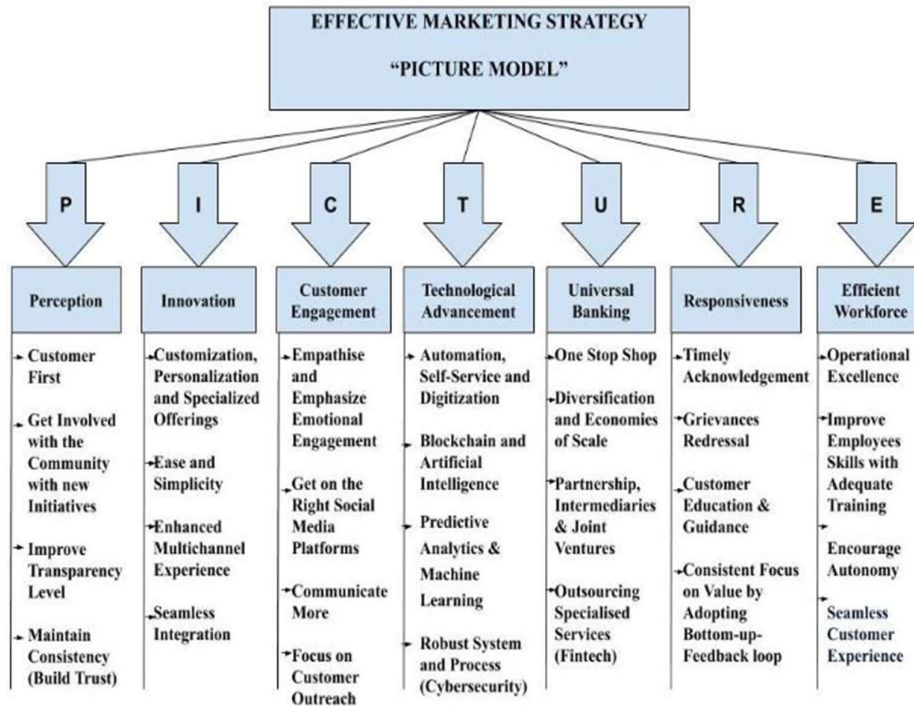 EFFECTIVE MARKETING STRATEGY
“PICTURE MODEL”
P
I
C
T
U
R
E
Perception
Innovation
Customer
Engagement
Technological
Advancement
Universal
Banking
Responsiveness
Efficient
Workforce
Customer
First
Get Involved
with the
Community
with new
Initiatives
Improve
Transparency
Level
Maintain
Consistency
(Build Trust)
Customization,
Personalization
and Specialized
Offerings
Ease and
Simplicity
Enhanced
Multichannel
Experience
Seamless
Integration
Empathise
and
Emphasize
Emotional
Engagement
Get on the
Right Social
Media
Platforms
Communicate
More
Focus on
Customer
Outreach
Automation,
Self-Service and
Digitization
Blockchain and
Artificial
Intelligence
Predictive
Analytics &
Machine
Learning
Robust System
and Process
(Cybersecurity)
One Stop Shop
Diversification
and Economies
of Scale
Partnership,
Intermediaries
& Joint
Ventures
Outsourcing
Specialised
Services
(Fintech)
Timely
Acknowledgement
Grievances
Redressal
Customer
Education &
Guidance
Consistent Focus
on Value by
Adopting
Bottom-up-
Feedback loop
Operational
Excellence
Improve
Employees
Skills with
Adequate
Training
Encourage
Autonomy
Seamless
Customer
Experience